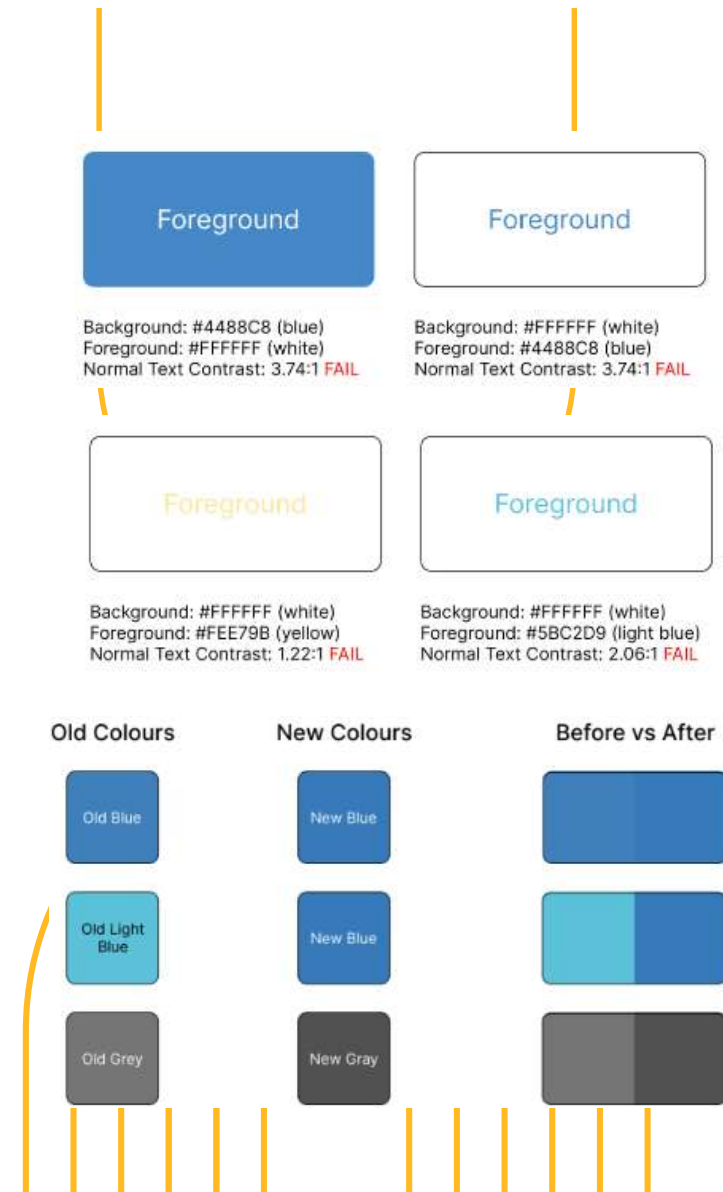 Foreground
Foreground
Background: #4488C8 (blue)
Foreground: #FFFFFF (white)
Normal Text Contrast: 3.74:1 FAIL
Background: #FFFFFF (white)
Foreground: #4488C8 (blue)
Normal Text Contrast: 3.74:1 FAIL
Foreground
Foreground
Background: #FFFFFF (white)
Foreground: #FEE79B (yellow)
Normal Text Contrast: 1.22:1 FAIL
Background: #FFFFFF (white)
Foreground: #5BC2D9 (light blue)
Normal Text Contrast: 2.06:1 FAIL
Old Colours
New Colours
Before vs After
Old Blue
New Blue
Old Light
Blue
New Blue
Old Grey
New Gray